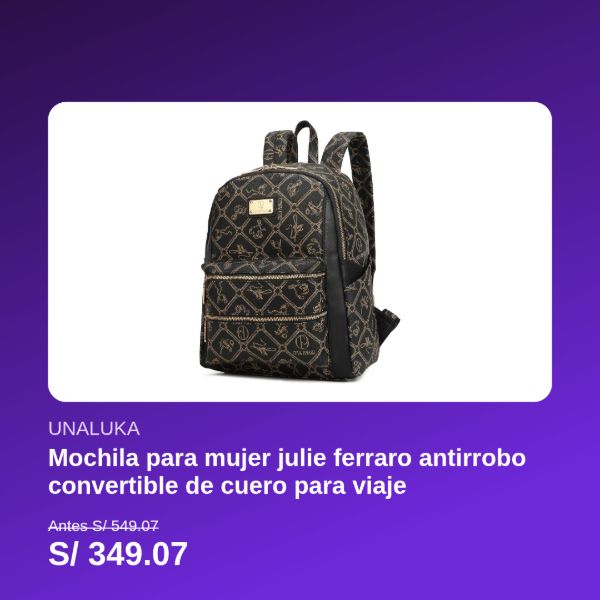 UNALUKA
Mochila para mujer julie ferraro antirrobo
convertible de cuero para viaje
Antes S/ 549.07
S/ 349.07